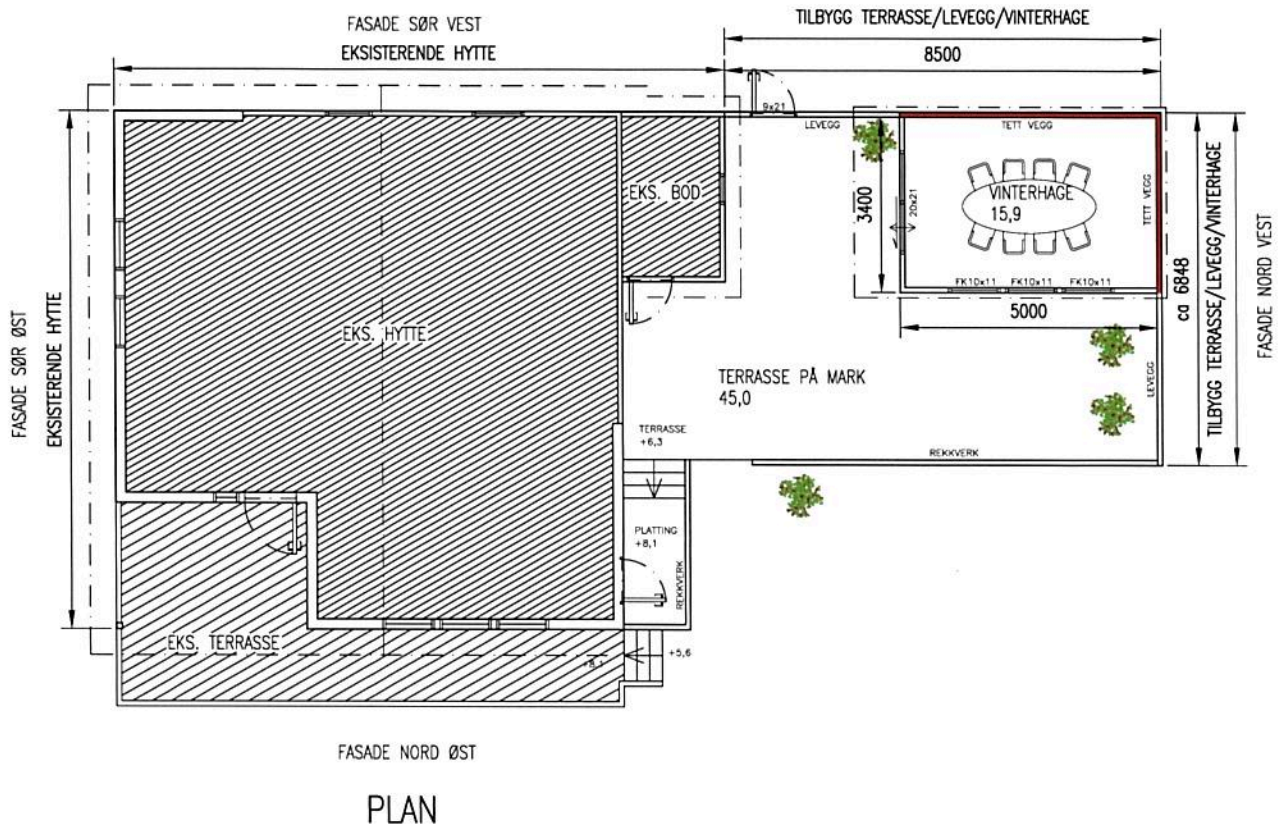 FASADE SØR VEST
EKSISTERENDE HYTTE
TILBYGG TERRASSE/LEVEGG/VINTERHAGE
8500
9x21
LEVEGG
TETT VEGG
EKS. BOD
3400
20x21
VINTERHAGE
15,9
TETT VEGG
FK10x11
FK10x11
FK10x11
5000
ca 6848
TILBYGG TERRASSE/LEVEGG/VINTERHAGE
FASADE NORD VEST
FASADE SØR ØST
EKSISTERENDE HYTTE
EKS. HYTTE
TERRASSE PÅ MARK
45,0
LEVEGG
TERRASSE
+6,3
REKKVERK
PLATTING
+8,1
REKKVERK
EKS. TERRASSE
+8,1
+5,6
FASADE NORD ØST
PLAN